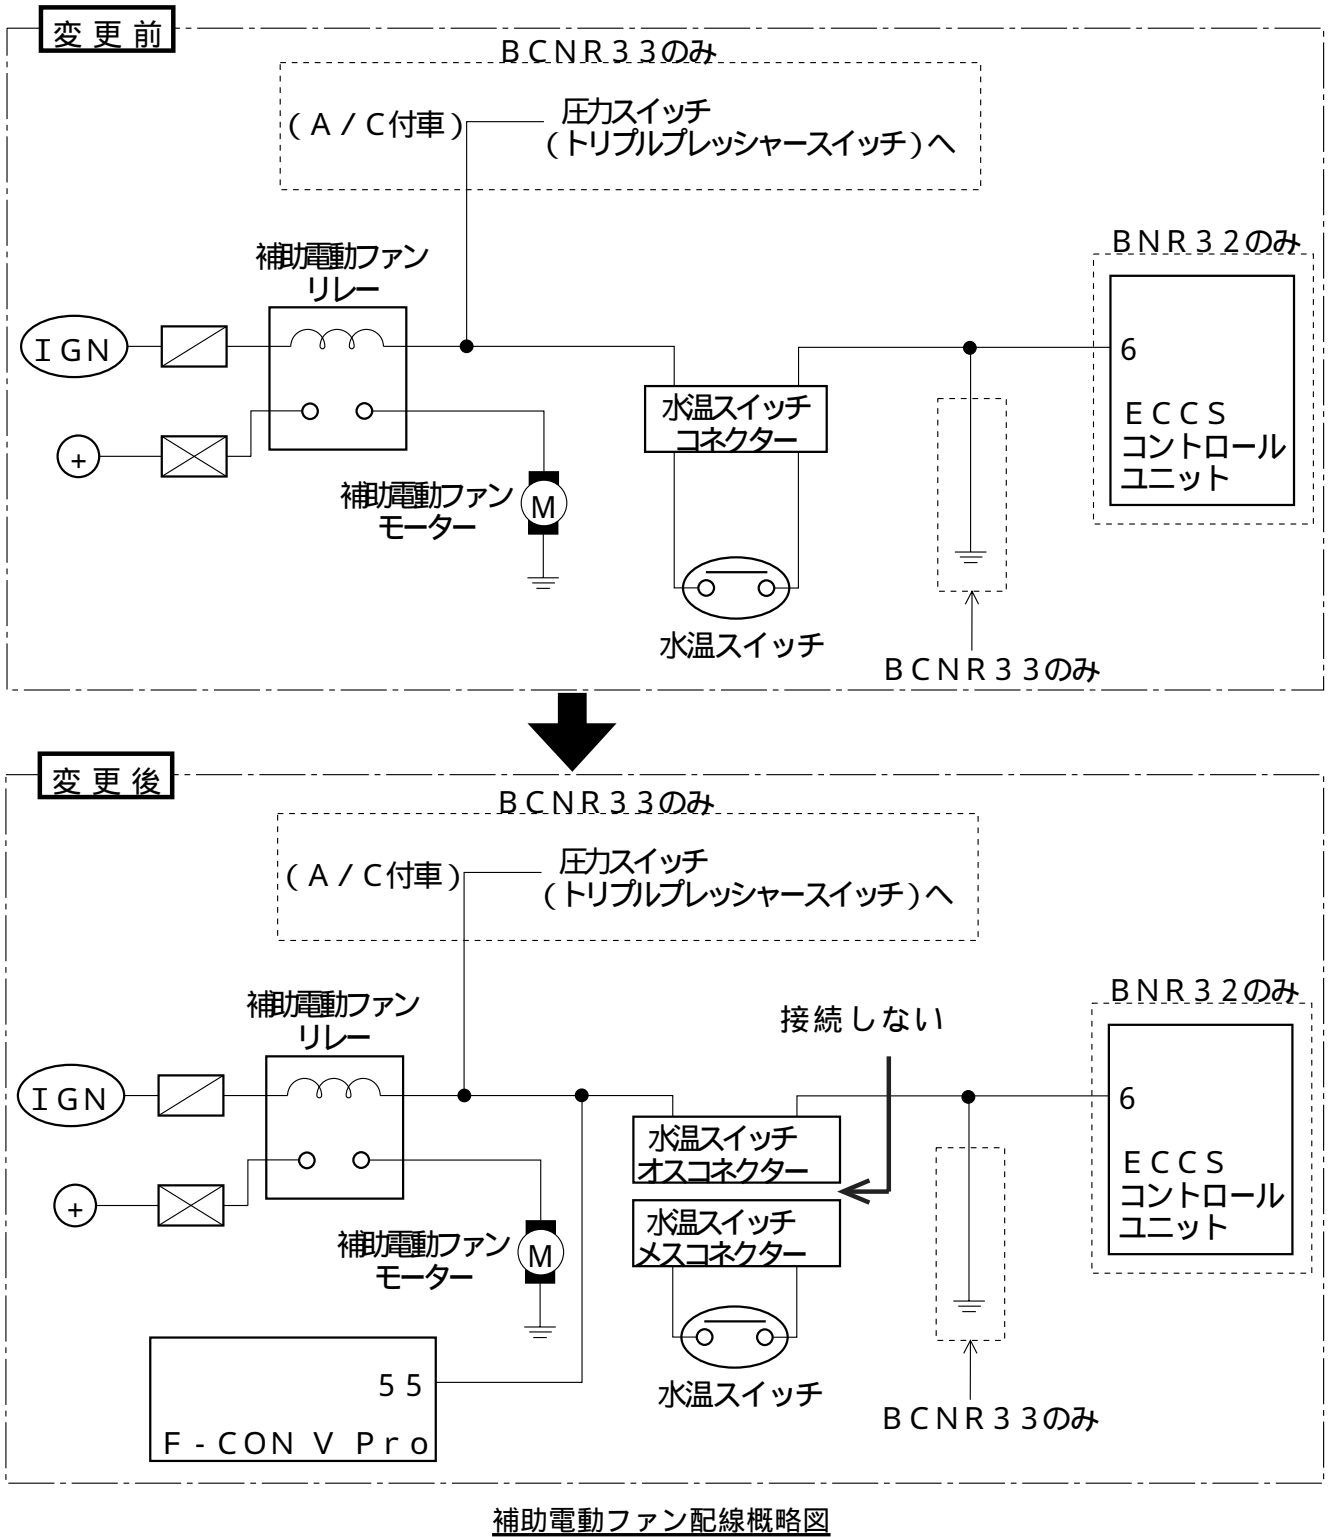 変更前
BCNR33のみ
(A/C付車)
圧力スイッチ
(トリプルプレッシャースイッチ)へ
補助電動ファン
リレー
BNR32のみ
IGN
6
水温スイッチ
コネクター
ECCS
コントロール
ユニット
+
補助電動ファン
モーター
M
水温スイッチ
BCNR33のみ
変更後
BCNR33のみ
(A/C付車)
圧力スイッチ
(トリプルプレッシャースイッチ)へ
補助電動ファン
リレー
接続しない
BNR32のみ
IGN
6
水温スイッチ
オスコネクター
ECCS
コントロール
ユニット
+
水温スイッチ
メスコネクター
補助電動ファン
モーター
M
55
F-CON V Pro
水温スイッチ
BCNR33のみ
補助電動ファン配線概略図